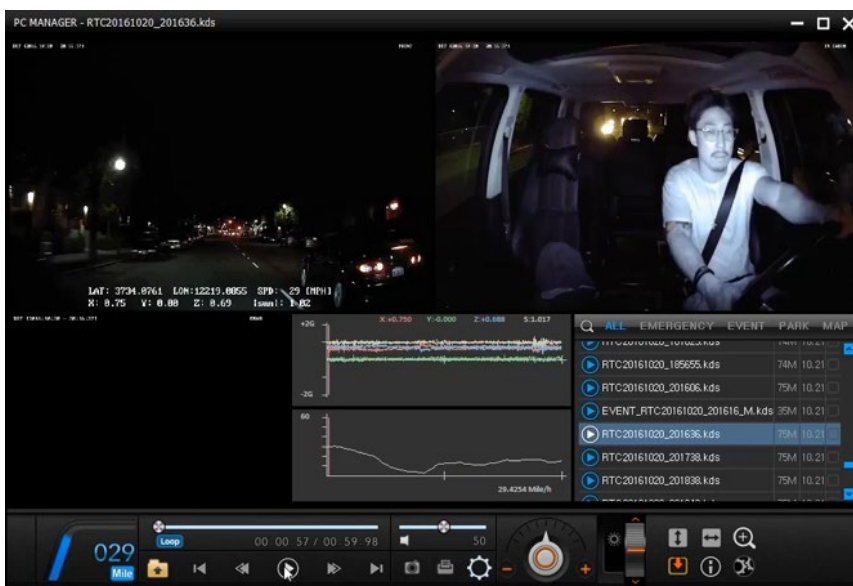 PC MANAGER - RTC20161020_201636.kds
FRONT
LAT: 3734.0761 LON:12219.0855 SPD: 29 [MPH]
X: 0.75 Y: 0.00 Z: 0.69
+2G
X:+0.750 Y:-0.000 Z:+0.688 S:1.017
-2G
60
29.4254 Mile/h
ALL EMERGENCY EVENT PARK MAP
RTC20161020_185655.kds 74M 10.21
RTC20161020_201606.kds 75M 10.21
EVENT_RTC20161020_201616_M.kds 35M 10.21
RTC20161020_201636.kds 75M 10.21
RTC20161020_201738.kds 75M 10.21
RTC20161020_201838.kds 75M 10.21
029
Mile
Loop
00:00 57 / 00 59 98
50